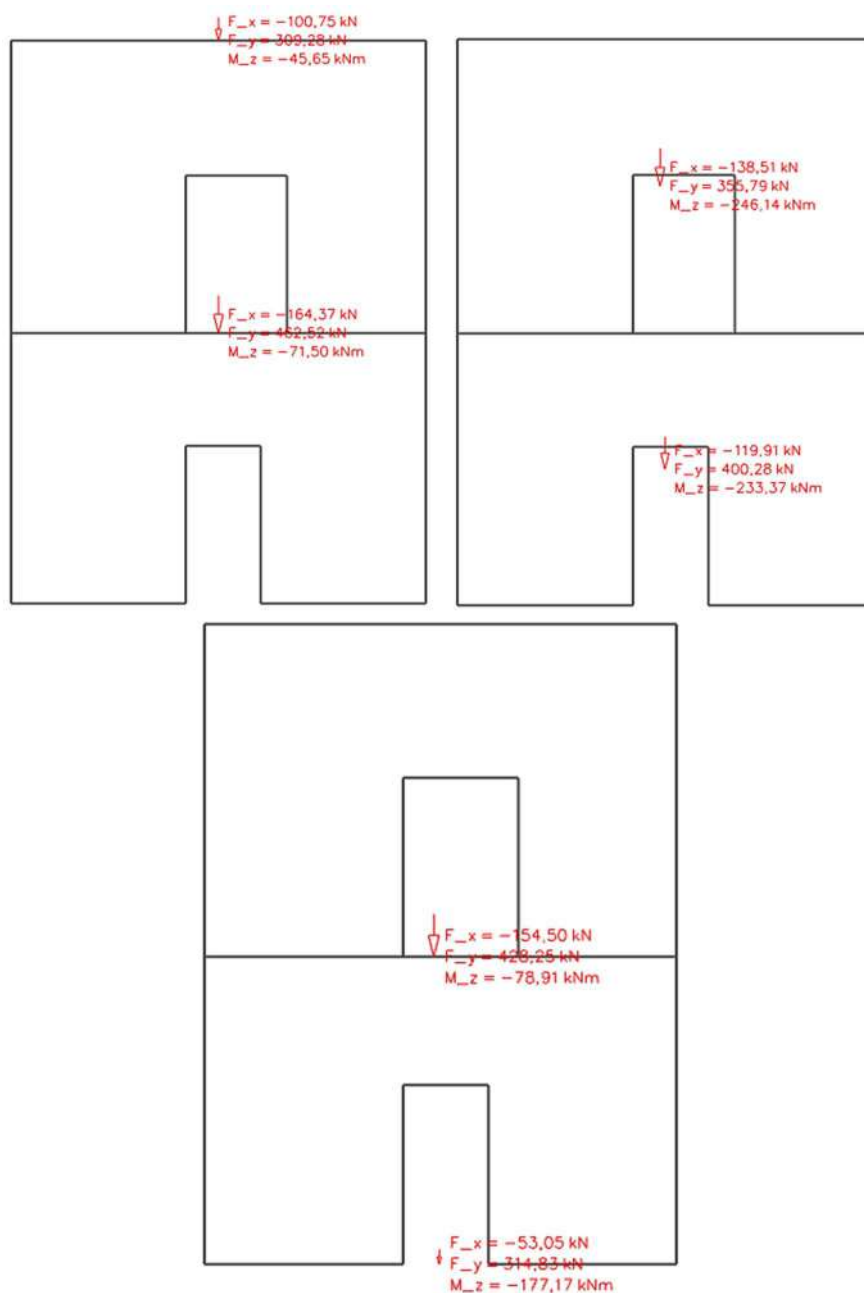 F_x = -100,75 kN
F_y = 309,28 kN
M_z = -45,65 kNm
F_x = -138,51 kN
F_y = 355,79 kN
M_z = -246,14 kNm
F_x = -164,37 kN
F_y = 462,52 kN
M_z = -71,50 kNm
F_x = -119,91 kN
F_y = 400,28 kN
M_z = -233,37 kNm
F_x = -154,50 kN
F_y = 428,25 kN
M_z = -78,91 kNm
F_x = -53,05 kN
F_y = 314,83 kN
M_z = -177,17 kNm